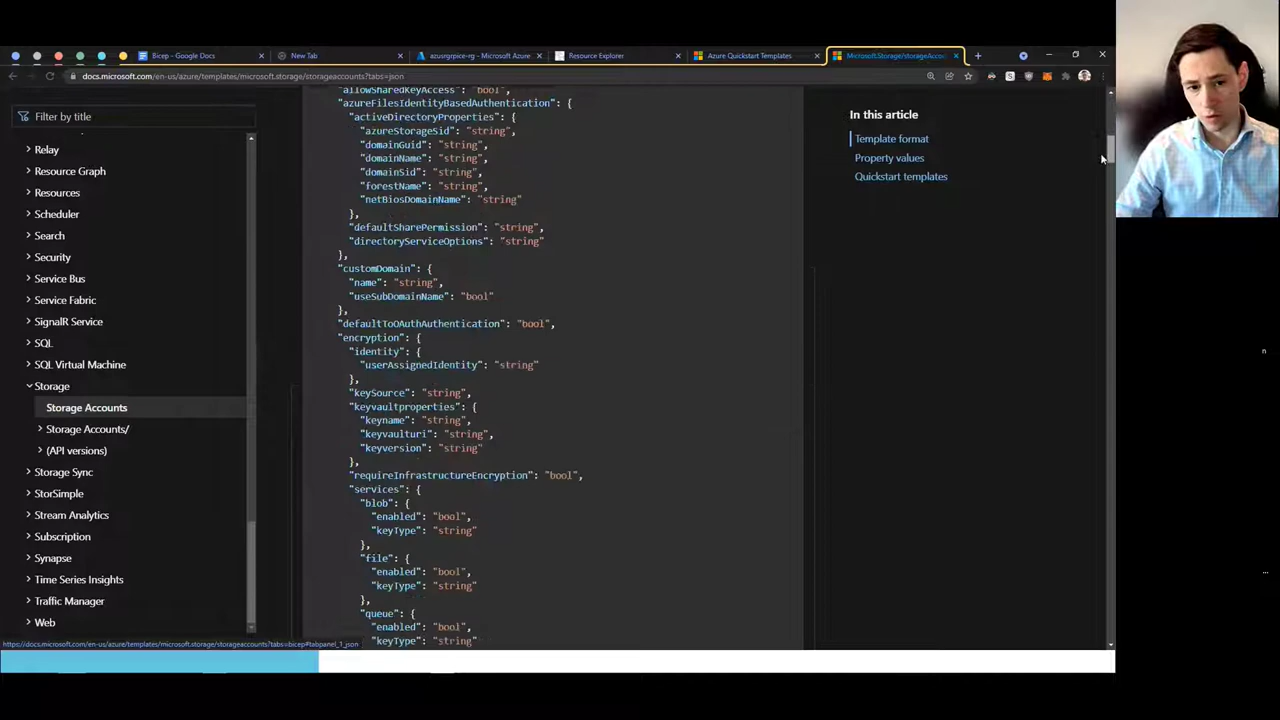 Bicep - Google Docs
New Tab
azusrgrpice-rg - Microsoft Azure
Resource Explorer
Azure Quickstart Templates
Microsoft.Storage/storageAcco
docs.microsoft.com/en-us/azure/templates/microsoft.storage/storageaccounts?tabs=json
Filter by title
Relay
Resource Graph
Resources
Scheduler
Search
Security
Service Bus
Service Fabric
SignalR Service
SQL
SQL Virtual Machine
Storage
Storage Accounts
Storage Accounts/
(API versions)
Storage Sync
StorSimple
Stream Analytics
Subscription
Synapse
Time Series Insights
Traffic Manager
Web
"allowSharedKeyAccess": "bool",
"azureFilesIdentityBasedAuthentication": {
"activeDirectoryProperties": {
"azureStorageSid": "string",
"domainGuid": "string",
"domainName": "string",
"domainSid": "string",
"forestName": "string",
"netBiosDomainName": "string"
},
"defaultSharePermission": "string",
"directoryServiceOptions": "string"
},
"customDomain": {
"name": "string",
"useSubDomainName": "bool"
},
"defaultToOAuthAuthentication": "bool",
"encryption": {
"identity": {
"userAssignedIdentity": "string"
},
"keySource": "string",
"keyvaultproperties": {
"keyname": "string",
"keyvaulturi": "string",
"keyversion": "string"
},
"requireInfrastructureEncryption": "bool",
"services": {
"blob": {
"enabled": "bool",
"keyType": "string"
},
"file": {
"enabled": "bool",
"keyType": "string"
},
"queue": {
"enabled": "bool",
"keyType": "string"
In this article
Template format
Property values
Quickstart templates
https://docs.microsoft.com/en-us/azure/templates/microsoft.storage/storageaccounts?tabs=bicep#tabpanel_1_json
n
...